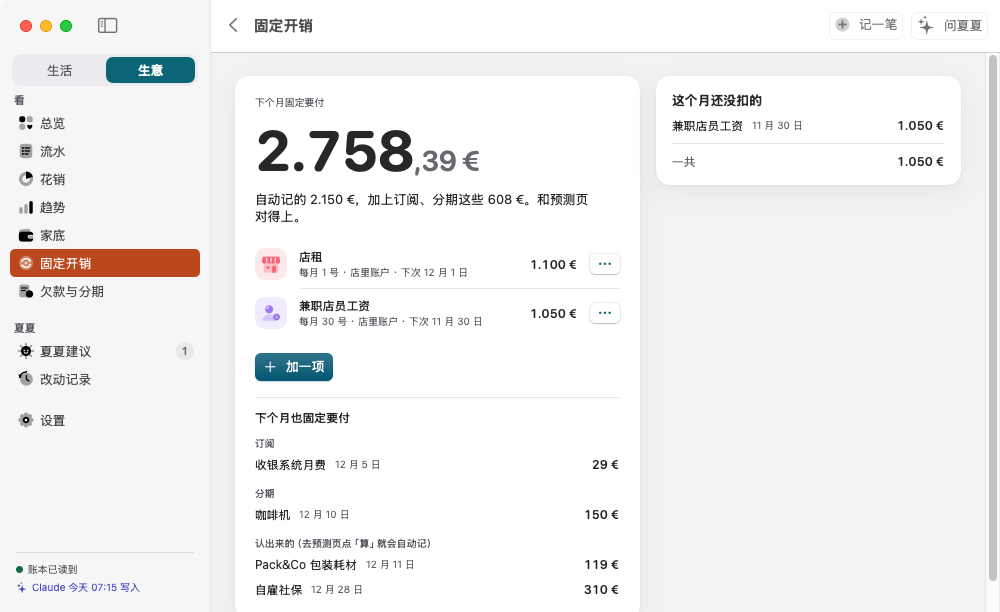 固定开销
记一笔
问夏夏
生活
生意
看
总览
流水
花销
趋势
家底
固定开销
欠款与分期
夏夏
夏夏建议
1
改动记录
设置
账本已读到
Claude 今天 07:15 写入
下个月固定要付
2.758,39 €
自动记的 2.150 €，加上订阅、分期这些 608 €。和预测页
对得上。
店租
1.100 €
每月 1 号 · 店里账户 · 下次 12 月 1 日
兼职店员工资
1.050 €
每月 30 号 · 店里账户 · 下次 11 月 30 日
加一项
下个月也固定要付
订阅
收银系统月费 12 月 5 日 29 €
分期
咖啡机 12 月 10 日 150 €
认出来的（去预测页点「算」就会自动记）
Pack&Co 包装耗材 12 月 11 日 119 €
自雇社保 12 月 28 日 310 €
这个月还没扣的
兼职店员工资 11 月 30 日 1.050 €
一共 1.050 €